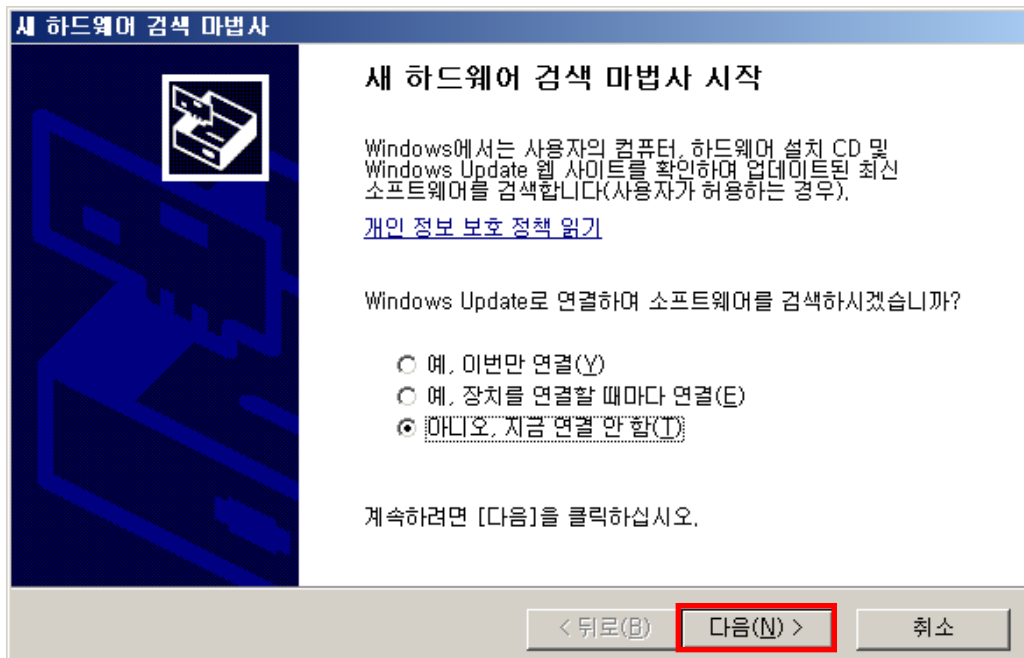 새 하드웨어 검색 마법사
새 하드웨어 검색 마법사 시작
Windows에서는 사용자의 컴퓨터, 하드웨어 설치 CD 및
Windows Update 웹 사이트를 확인하여 업데이트된 최신
소프트웨어를 검색합니다(사용자가 허용하는 경우).
개인 정보 보호 정책 읽기
Windows Update로 연결하여 소프트웨어를 검색하시겠습니까?
예, 이번만 연결(Y)
예, 장치를 연결할 때마다 연결(E)
아니오, 지금 연결 안 함(T)
계속하려면 [다음]을 클릭하십시오.
< 뒤로(B) 다음(N) > 취소